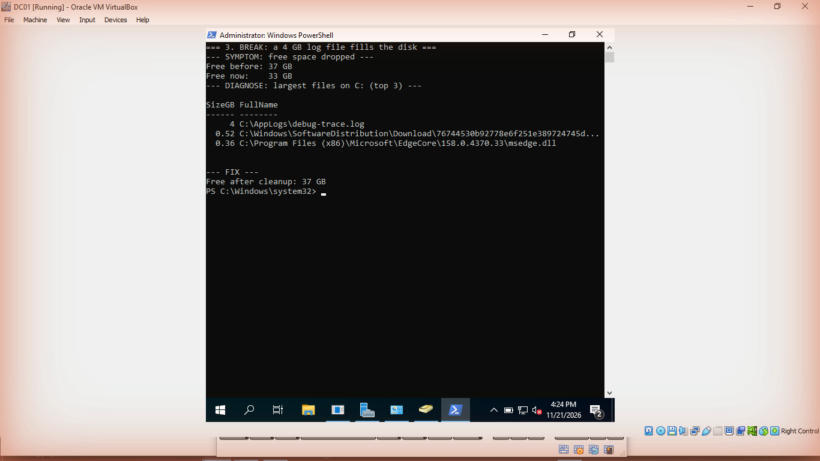 DC01 [Running] - Oracle VM VirtualBox
File Machine View Input Devices Help
Administrator: Windows PowerShell
=== 3. BREAK: a 4 GB log file fills the disk ===
--- SYMPTOM: free space dropped ---
Free before: 37 GB
Free now:    33 GB
--- DIAGNOSE: largest files on C: (top 3) ---
SizeGB FullName
------ --------
4 C:\AppLogs\debug-trace.log
0.52 C:\Windows\SoftwareDistribution\Download\76744530b92778e6f251e389724745d...
0.36 C:\Program Files (x86)\Microsoft\EdgeCore\158.0.4370.33\msedge.dll
--- FIX ---
Free after cleanup: 37 GB
PS C:\Windows\system32>
4:24 PM
11/21/2026
2
Right Control